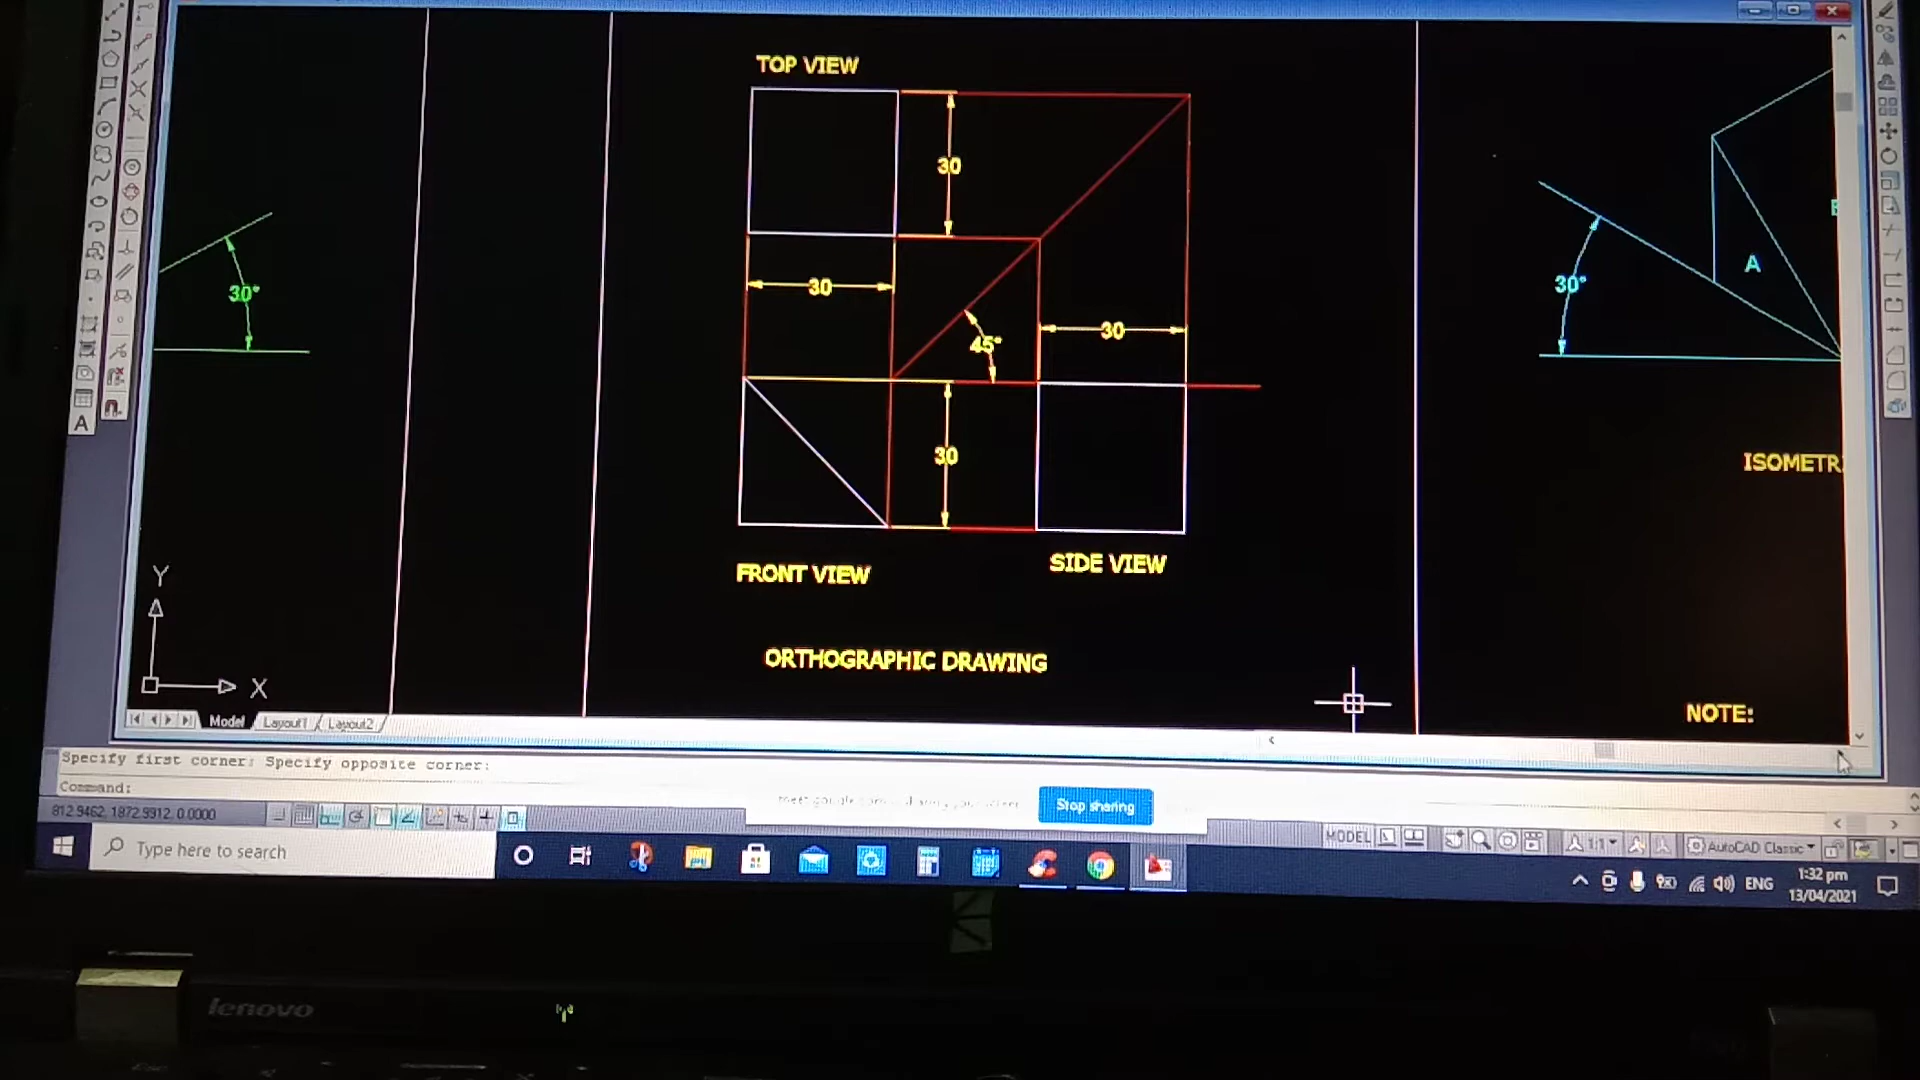 TOP VIEW
30
30
45°
30
30
30°
30°
A
FRONT VIEW
SIDE VIEW
ORTHOGRAPHIC DRAWING
NOTE:
Y
X
Model
Layout1
Layout2
Specify first corner: Specify opposite corner:
Command:
812.9462, 1872.9912, 0.0000
Stop sharing
MODEL
1:1
AutoCAD Classic
Type here to search
ENG
1:32 pm
13/04/2021
lenovo
A